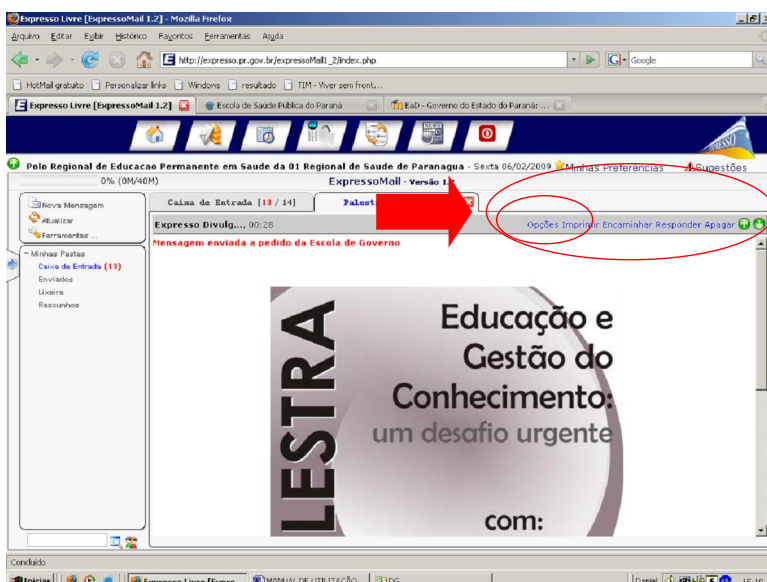 Expresso Livre [ExpressoMail 1.2] - Mozilla Firefox
Arquivo Editar Exibir Histórico Favoritos Ferramentas Ajuda
http://expresso.pr.gov.br/expressoMail1_2/index.php
Google
HotMail gratuito Personalizar links Windows resultado TIM - Viver sem front...
Expresso Livre [ExpressoMail 1.2] Escola de Saúde Pública do Paraná EaD - Governo do Estado do Paraná: ...
Polo Regional de Educacao Permanente em Saude da 01 Regional de Saude de Paranagua - Sexta 06/02/2009 Minhas Preferências Sugestões
0% (0M/40M) ExpressoMail - Versão
Nova Mensagem
Atualizar
Ferramentas ...
Caixa de Entrada [13 / 14]
Expresso Divulg..., 00:28
Opções Imprimir Encaminhar Responder Apagar
Mensagem enviada a pedido da Escola de Governo
Minhas Pastas
Caixa de Entrada (13)
Enviados
Lixeira
Rascunhos
LESTRA
Educação e
Gestão do
Conhecimento:
um desafio urgente
com:
Concluído
Iniciar MANUAL DE UTILIZAÇÃO Daniel 15:10